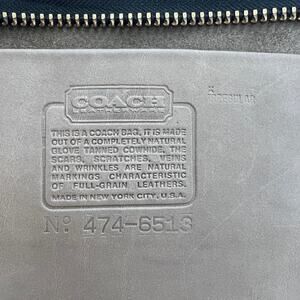 COACH
LEATHERWARE
THIS IS A COACH BAG. IT IS MADE
OUT OF A COMPLETELY NATURAL
GLOVE TANNED COWHIDE, THE
SCARS, SCRATCHES, VEINS
AND WRINKLES ARE NATURAL
MARKINGS CHARACTERISTIC
OF FULL-GRAIN LEATHERS.
MADE IN NEW YORK CITY, U.S.A.
Nº 474-6513